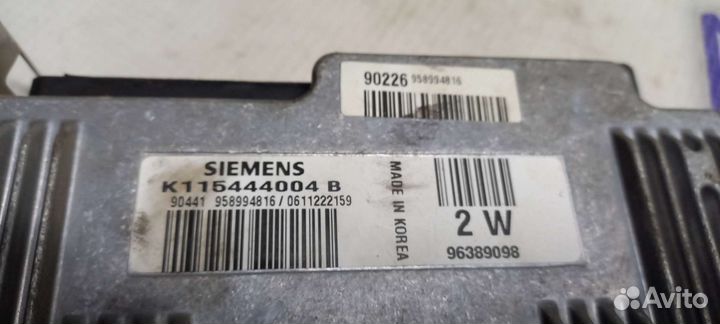 90226 958994816
SIEMENS
K115444004 B
90441 958994816/0611222159
MADE IN KOREA
2 W
96389098
Avito